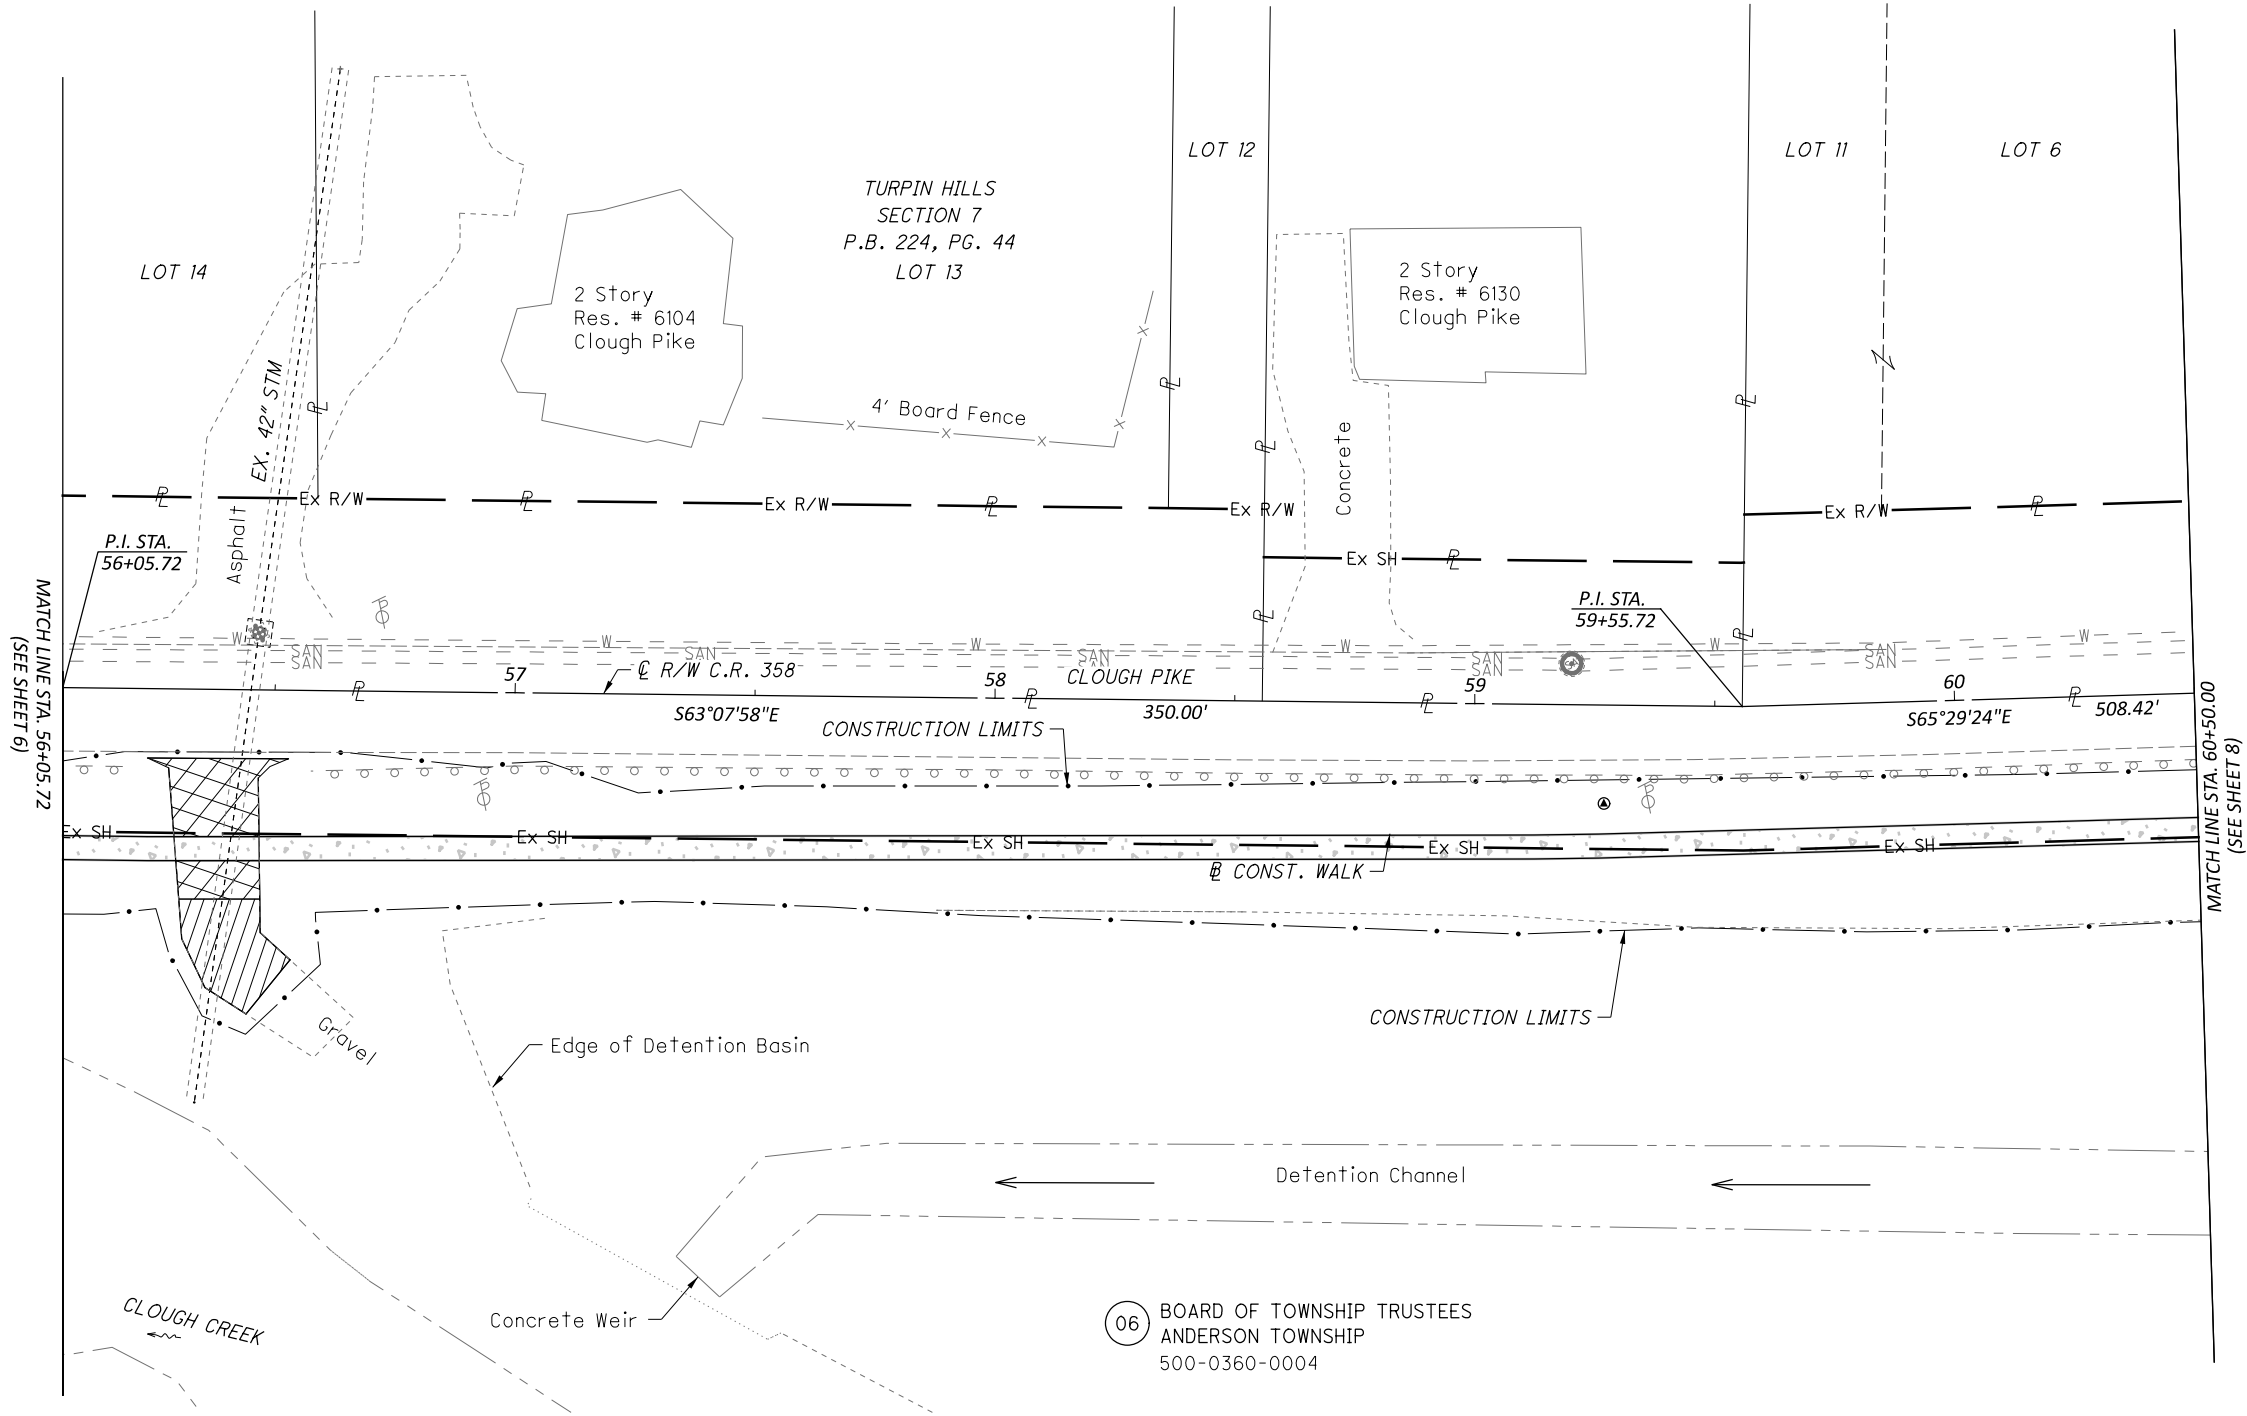 LOT 12
LOT 11
LOT 6
TURPIN HILLS
SECTION 7
P.B. 224, PG. 44
LOT 13
LOT 14
2 Story
Res. # 6104
Clough Pike
2 Story
Res. # 6130
Clough Pike
4' Board Fence
EX. 42" STM
Asphalt
Concrete
Ex R/W
Ex R/W
Ex R/W
Ex R/W
Ex SH
P.I. STA.
56+05.72
P.I. STA.
59+55.72
MATCH LINE STA. 56+05.72
(SEE SHEET 6)
W
W
W
W
W
W
SAN
SAN
SAN
SAN
SAN
SAN
SAN
SAN
SAN
57
℄ R/W C.R. 358
58
CLOUGH PIKE
59
60
S63°07'58"E
350.00'
S65°29'24"E
508.42'
CONSTRUCTION LIMITS
MATCH LINE STA. 60+50.00
(SEE SHEET 8)
Ex SH
Ex SH
Ex SH
Ex SH
Ex SH
BL CONST. WALK
CONSTRUCTION LIMITS
Gravel
Edge of Detention Basin
Detention Channel
Concrete Weir
CLOUGH CREEK
06 BOARD OF TOWNSHIP TRUSTEES
ANDERSON TOWNSHIP
500-0360-0004